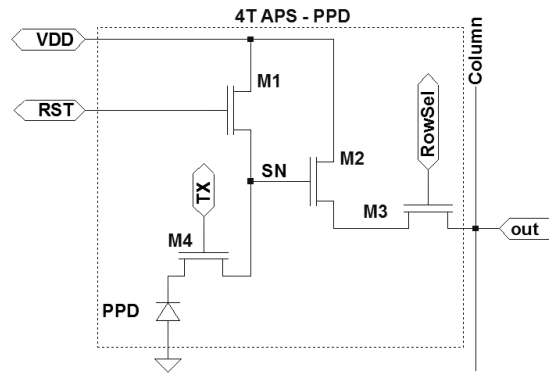 4T APS - PPD
VDD
Column
M1
RST
RowSel
SN
M2
TX
M3
M4
out
PPD